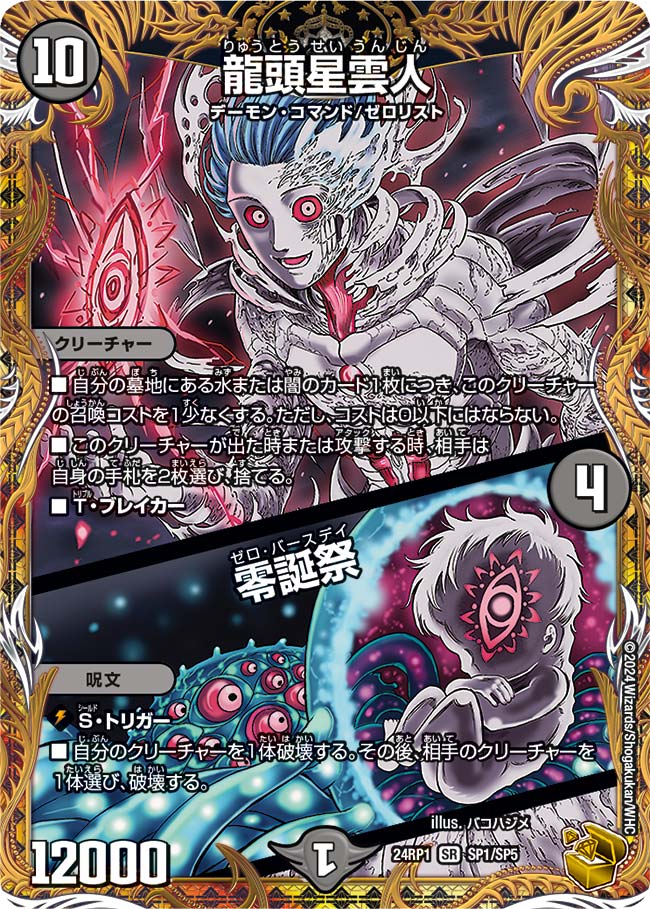 10
りゅうとうせいうんじん
龍頭星雲人
デーモン・コマンド/ゼロリスト
クリーチャー
■自分の墓地にある水または闇のカード1枚につき、このクリーチャー
の召喚コストを1少なくする。ただし、コストは0以下にはならない。
■このクリーチャーが出た時または攻撃する時、相手は
自身の手札を2枚選び、捨てる。
■T・ブレイカー
4
ゼロ・バースデイ
零誕祭
呪文
S・トリガー
■自分のクリーチャーを1体破壊する。その後、相手のクリーチャーを
1体選び、破壊する。
illus. パコハジメ
12000
1
24RP1 SR SP1/SP5
©2024 Wizards/Shogakukan/WHC